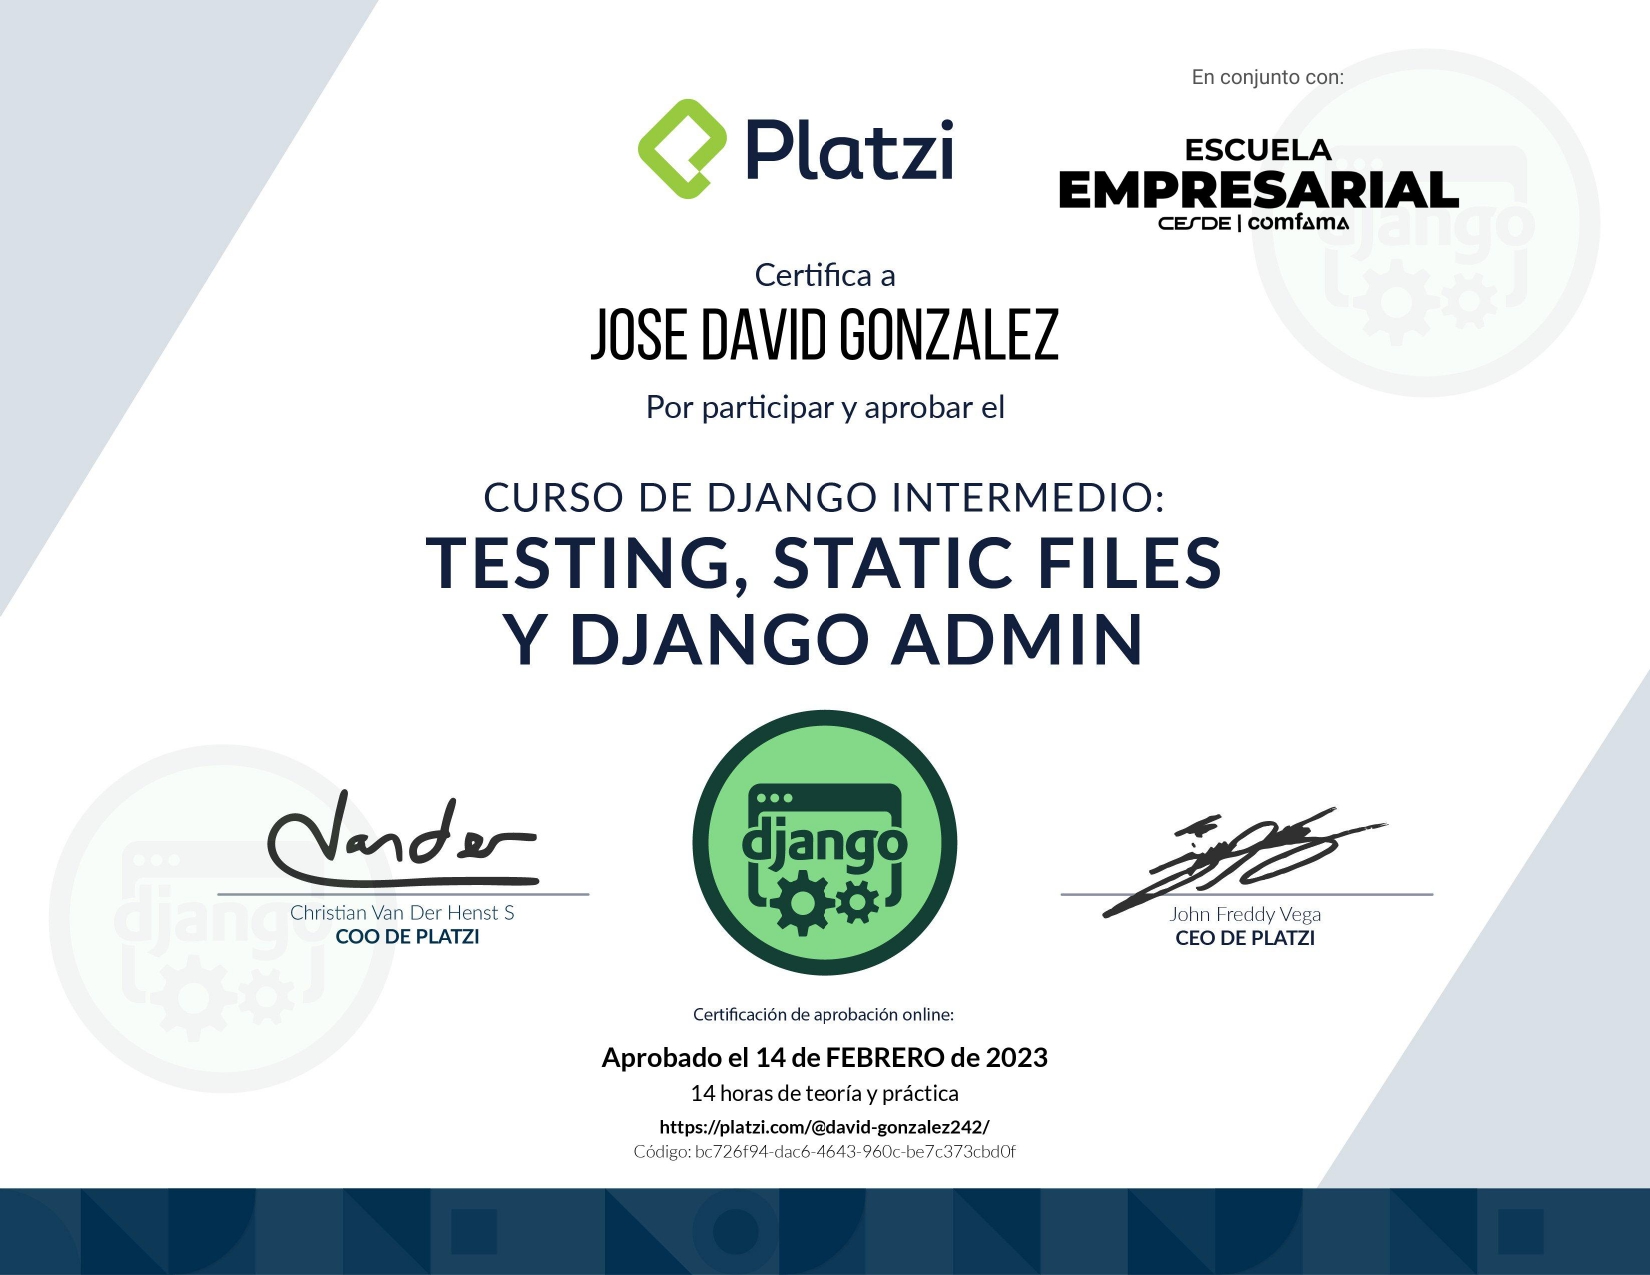 En conjunto con:
Platzi
ESCUELA
EMPRESARIAL
CESDE | comfama
Certifica a
JOSE DAVID GONZALEZ
Por participar y aprobar el
CURSO DE DJANGO INTERMEDIO:
TESTING, STATIC FILES
Y DJANGO ADMIN
django
Vander
django
django
Christian Van Der Henst S
COO DE PLATZI
John Freddy Vega
CEO DE PLATZI
Certificación de aprobación online:
Aprobado el 14 de FEBRERO de 2023
14 horas de teoría y práctica
https://platzi.com/@david-gonzalez242/
Código: bc726f94-dac6-4643-960c-be7c373cbd0f